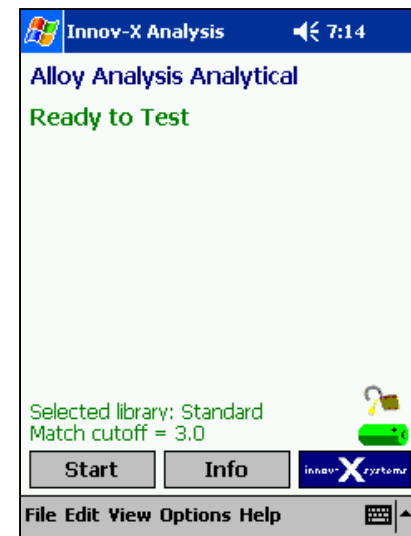 Innov-X Analysis 7:14
Alloy Analysis Analytical
Ready to Test
Selected library: Standard
Match cutoff = 3.0
Start Info innov-X systems
File Edit View Options Help